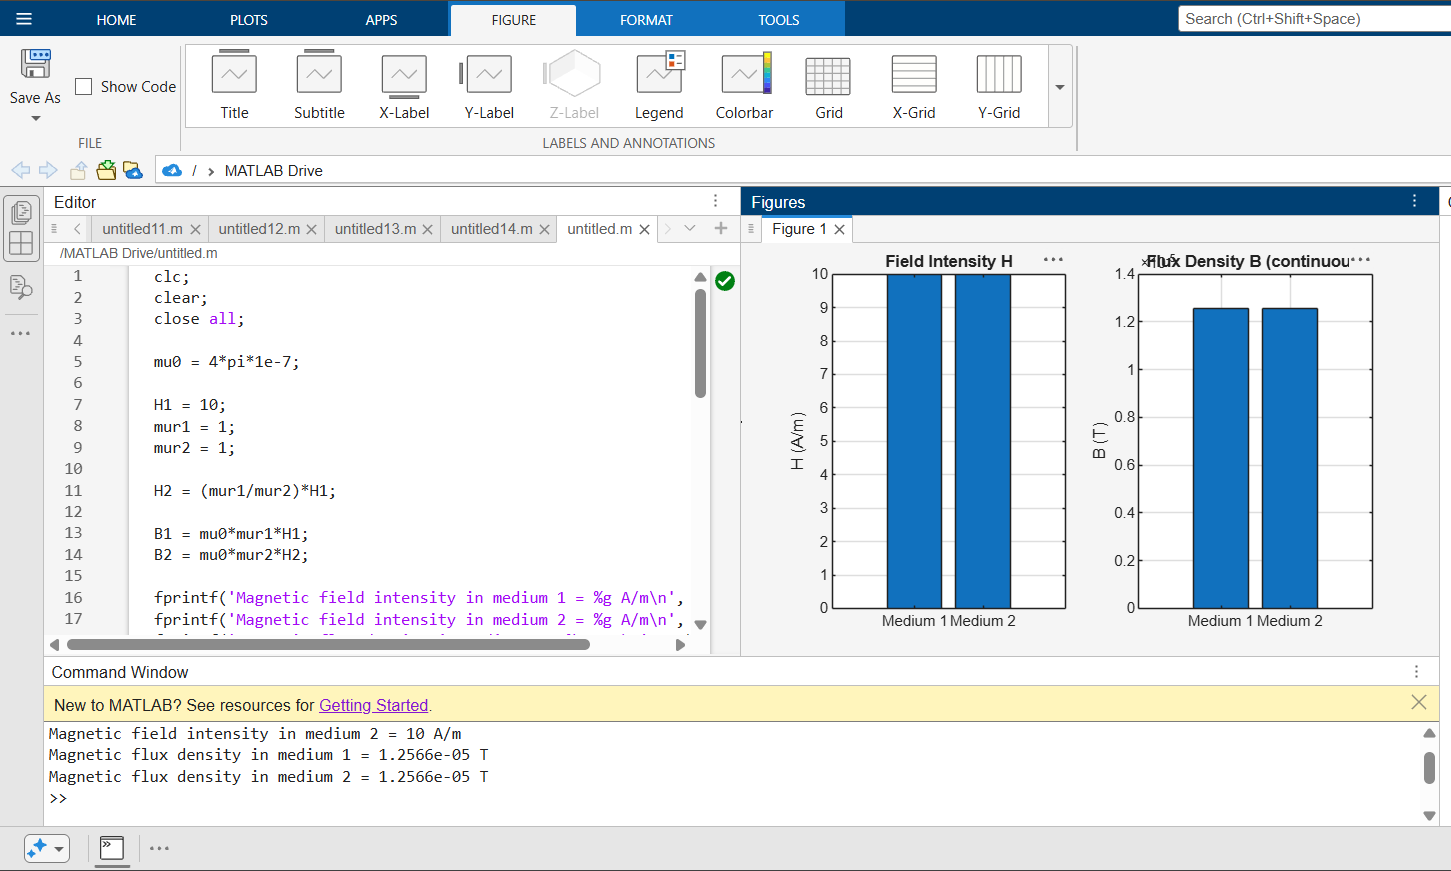 HOME PLOTS APPS FIGURE FORMAT TOOLS Search (Ctrl+Shift+Space)
Save As
Show Code
Title Subtitle X-Label Y-Label Z-Label Legend Colorbar Grid X-Grid Y-Grid
FILE LABELS AND ANNOTATIONS
/ › MATLAB Drive
Editor
untitled11.m untitled12.m untitled13.m untitled14.m untitled.m
/MATLAB Drive/untitled.m
1 clc;
2 clear;
3 close all;
4
5 mu0 = 4*pi*1e-7;
6
7 H1 = 10;
8 mur1 = 1;
9 mur2 = 1;
10
11 H2 = (mur1/mur2)*H1;
12
13 B1 = mu0*mur1*H1;
14 B2 = mu0*mur2*H2;
15
16 fprintf('Magnetic field intensity in medium 1 = %g A/m\n',
17 fprintf('Magnetic field intensity in medium 2 = %g A/m\n',
Figures
Figure 1
Field Intensity H
10
9
8
7
6
5
4
3
2
1
0
H (A/m)
Medium 1 Medium 2
Flux Density B (continuou
1.4
1.2
1
0.8
0.6
0.4
0.2
0
B (T)
Medium 1 Medium 2
Command Window
New to MATLAB? See resources for Getting Started.
Magnetic field intensity in medium 2 = 10 A/m
Magnetic flux density in medium 1 = 1.2566e-05 T
Magnetic flux density in medium 2 = 1.2566e-05 T
>>